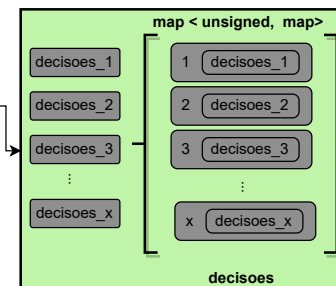 map < unsigned, map>
decisoes_1
decisoes_2
decisoes_3
⋮
decisoes_x
1 decisoes_1
2 decisoes_2
3 decisoes_3
⋮
x decisoes_x
decisoes